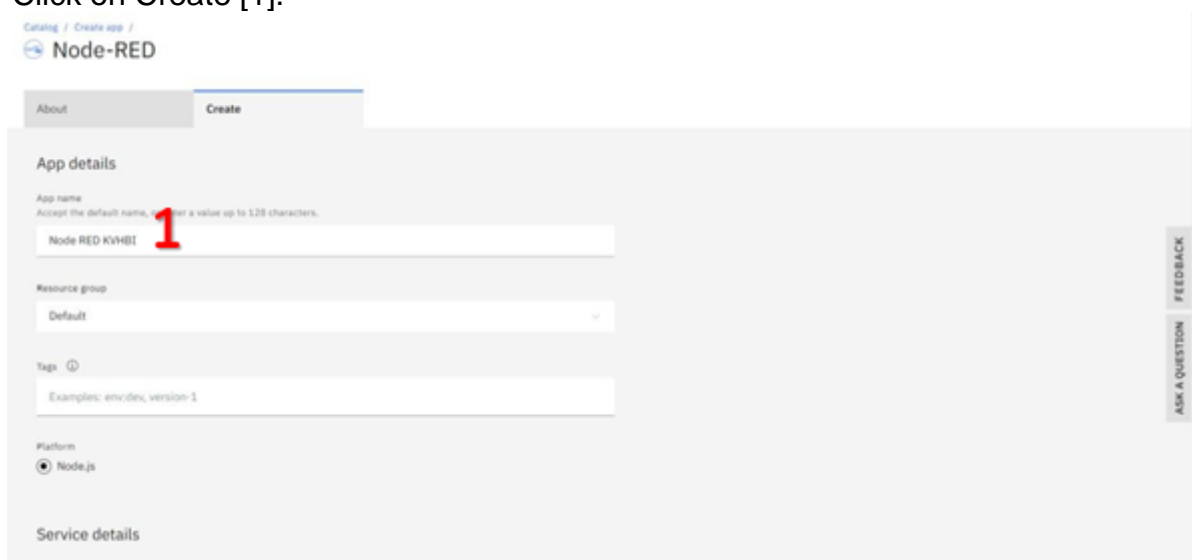 Click on Create [1].
Catalog / Create app /
Node-RED
About
Create
App details
App name
Accept the default name, a value up to 128 characters.
Node RED KVHBI
1
Resource group
Default
Tags
Examples: env:dev, version-1
Platform
Node.js
Service details
FEEDBACK
ASK A QUESTION